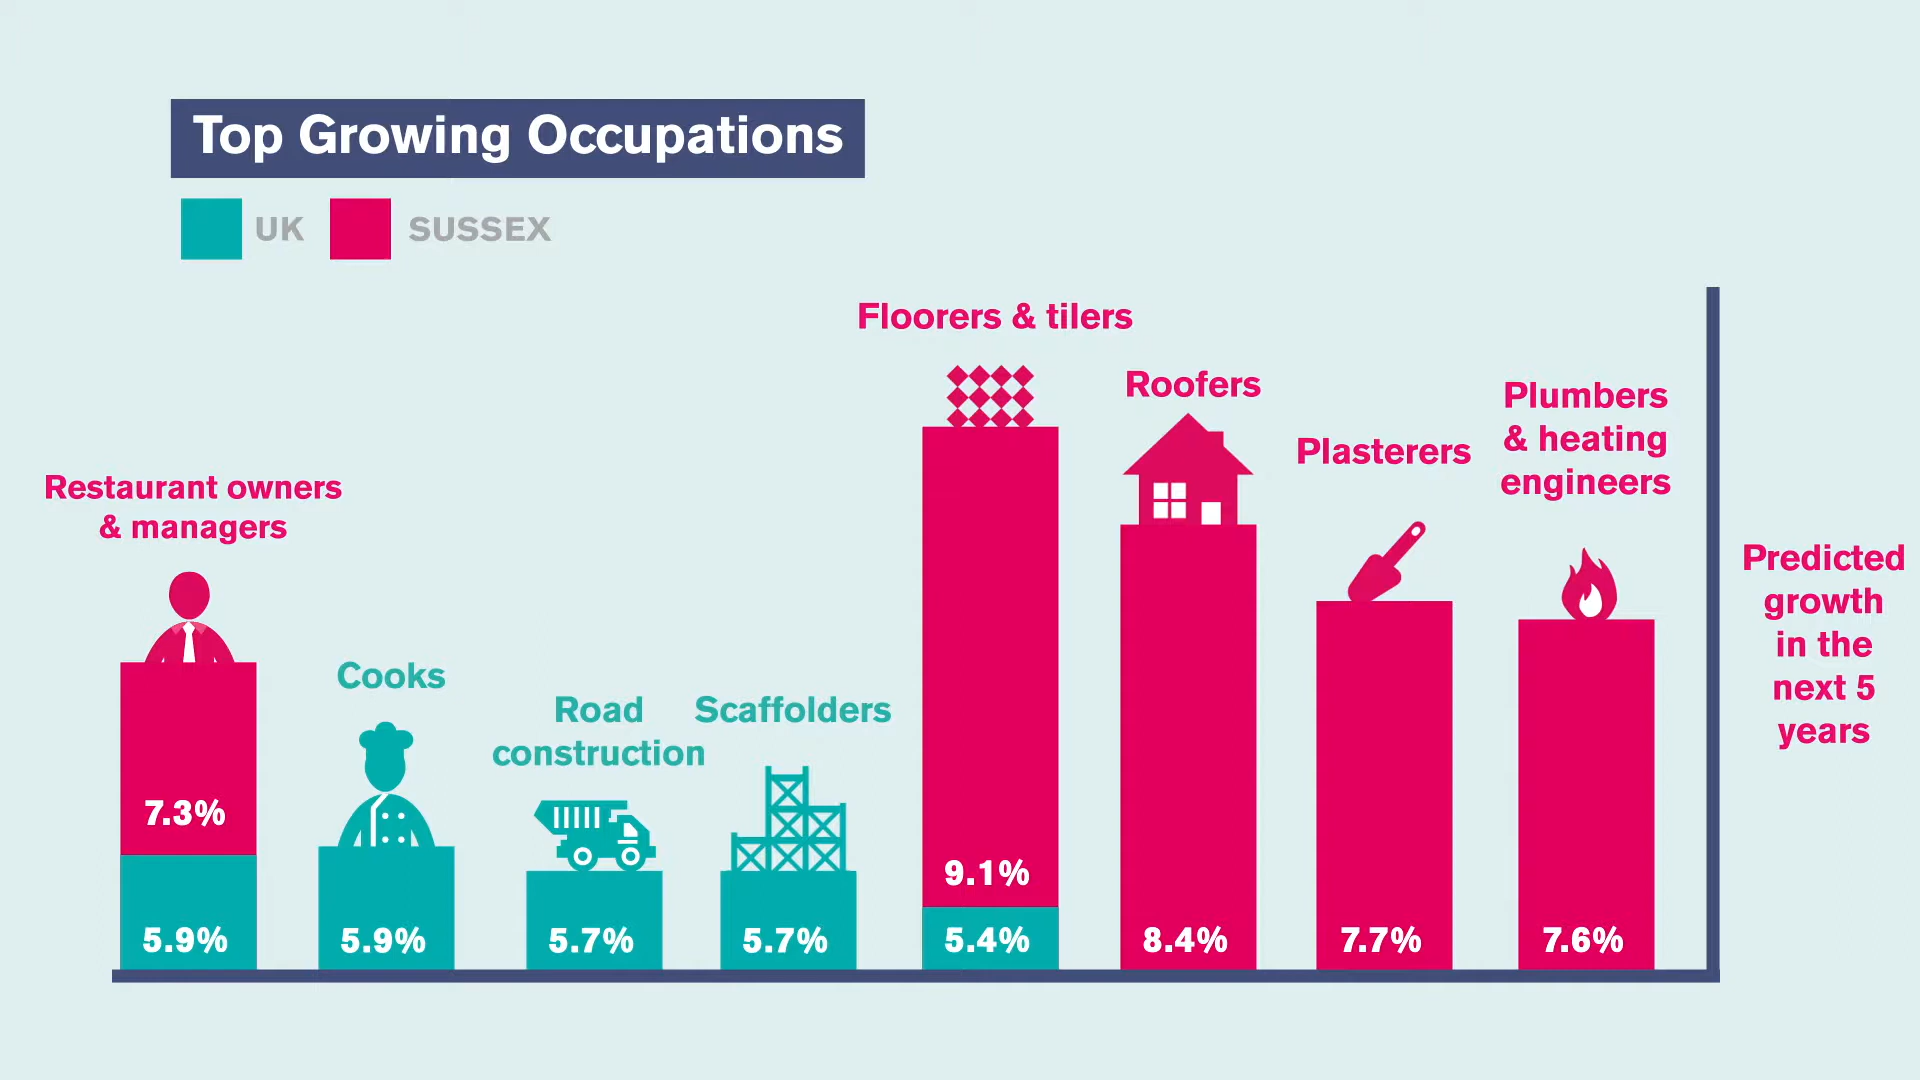 Top Growing Occupations
UK SUSSEX
Restaurant owners
& managers
7.3%
5.9%
Cooks
5.9%
Road
construction
5.7%
Scaffolders
5.7%
Floorers & tilers
9.1%
5.4%
Roofers
8.4%
Plasterers
7.7%
Plumbers
& heating
engineers
7.6%
Predicted
growth
in the
next 5
years